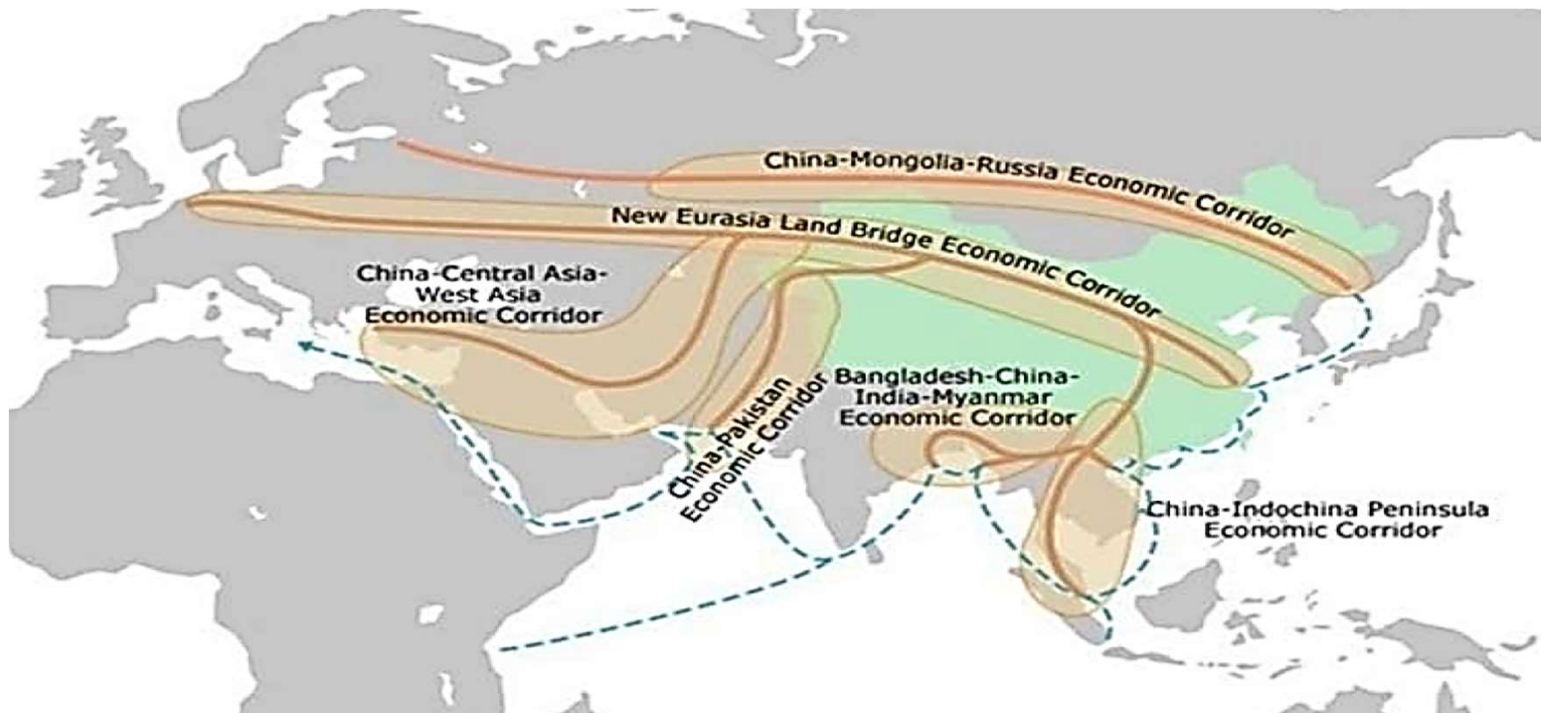 China-Mongolia-Russia Economic Corridor
New Eurasia Land Bridge Economic Corridor
China-Central Asia-
West Asia
Economic Corridor
China-Pakistan
Economic Corridor
Bangladesh-China-
India-Myanmar
Economic Corridor
China-Indochina Peninsula
Economic Corridor